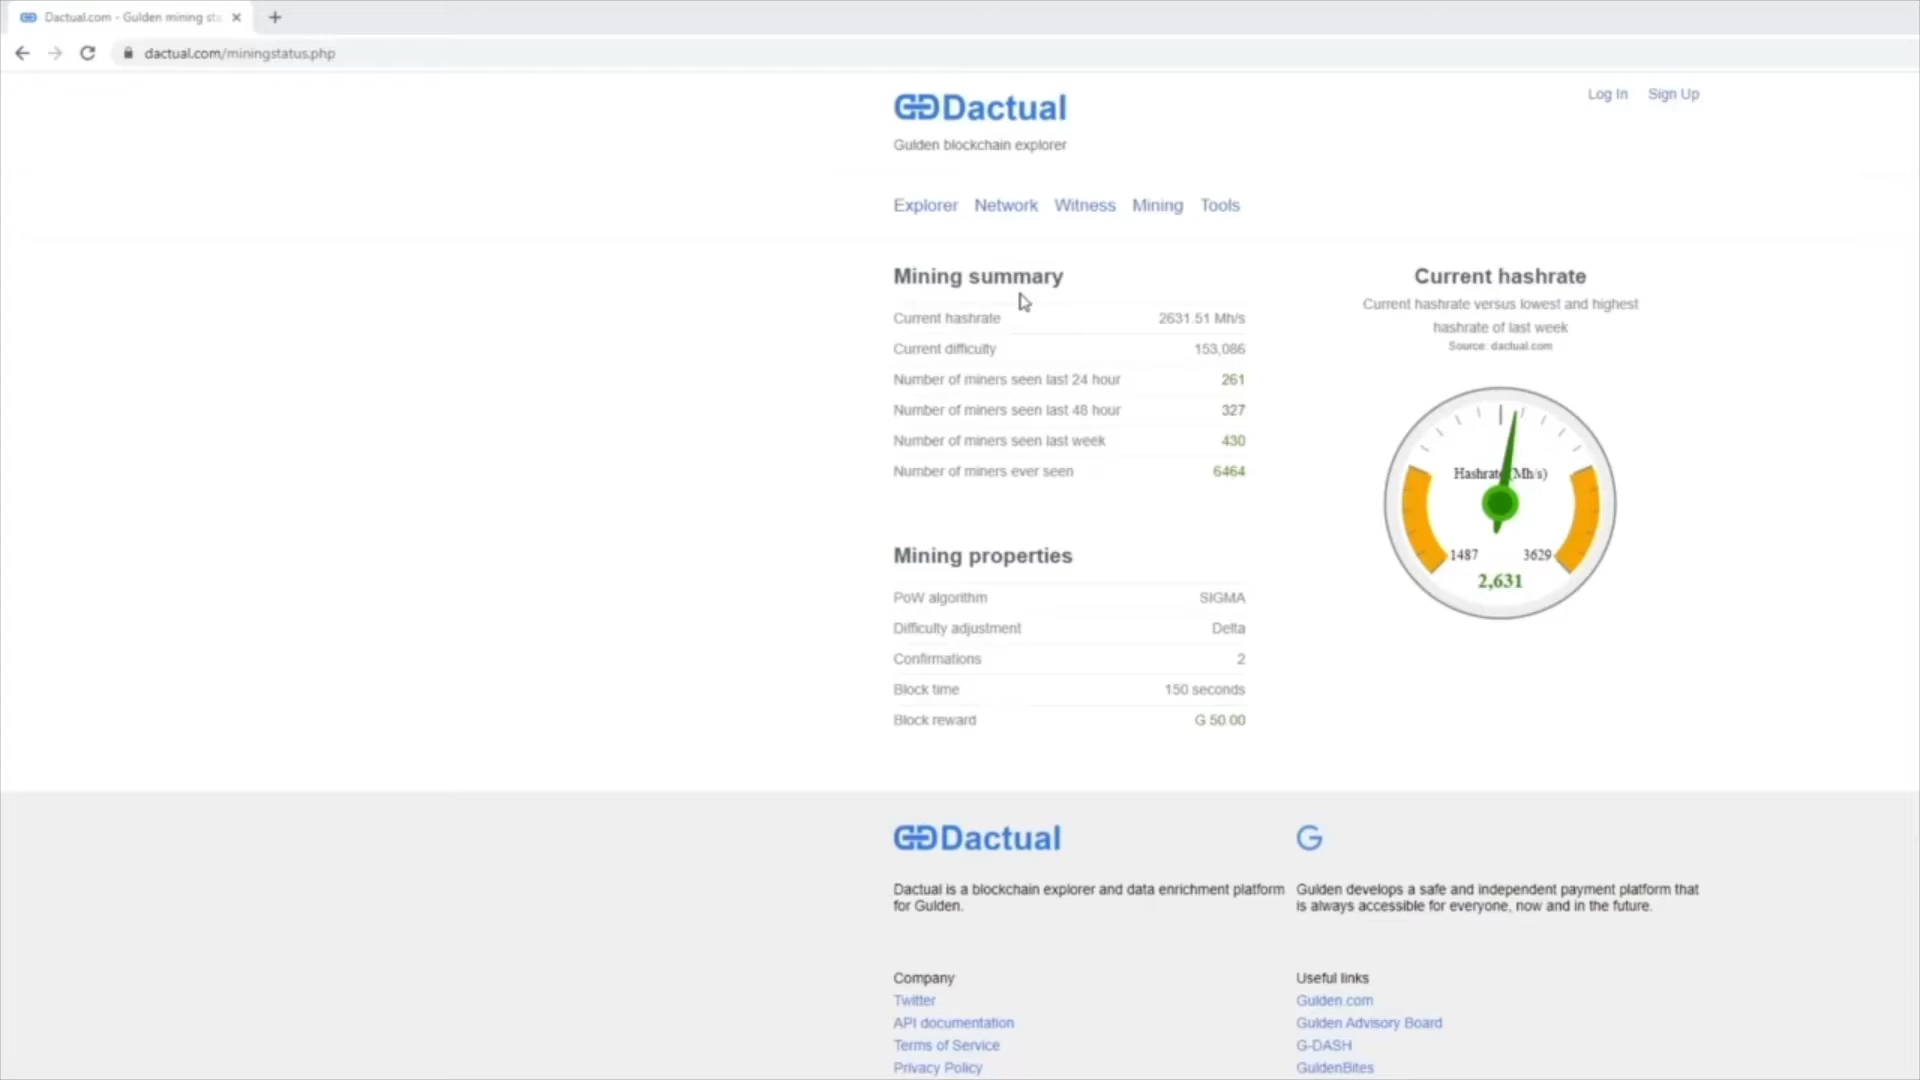 Dactual.com - Gulden mining sta
dactual.com/miningstatus.php
Dactual
Log In Sign Up
Gulden blockchain explorer
Explorer Network Witness Mining Tools
Mining summary
Current hashrate 2631.51 Mh/s
Current difficulty 153,086
Number of miners seen last 24 hour 261
Number of miners seen last 48 hour 327
Number of miners seen last week 430
Number of miners ever seen 6464
Current hashrate
Current hashrate versus lowest and highest
hashrate of last week
Source: dactual.com
Hashrate (Mh/s)
1487 3629
2,631
Mining properties
PoW algorithm SIGMA
Difficulty adjustment Delta
Confirmations 2
Block time 150 seconds
Block reward G 50.00
Dactual
Dactual is a blockchain explorer and data enrichment platform
for Gulden.
G
Gulden develops a safe and independent payment platform that
is always accessible for everyone, now and in the future.
Company
Twitter
API documentation
Terms of Service
Privacy Policy
Useful links
Gulden.com
Gulden Advisory Board
G-DASH
GuldenBites